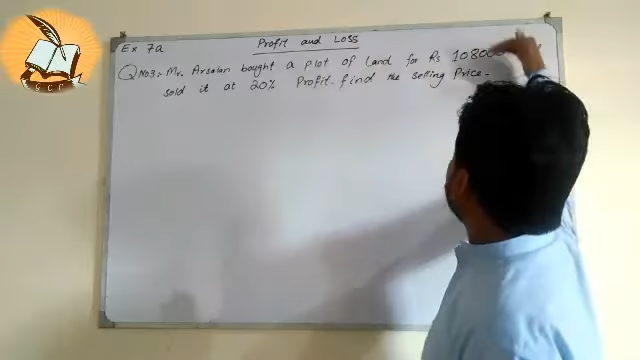 Ex 7a
Profit and Loss
Q No3:- Mr. Arsalan bought a plot of Land for Rs 108000
sold it at 20% Profit. find the selling Price.
GCP